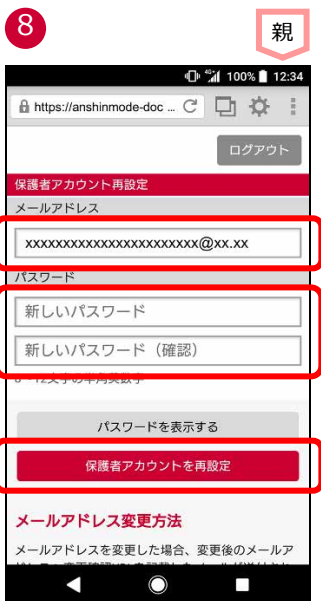 8
親
100% 12:34
https://anshinmode-doc ...
ログアウト
保護者アカウント再設定
メールアドレス
xxxxxxxxxxxxxxxxxxxxxxx@xx.xx
パスワード
新しいパスワード
新しいパスワード（確認）
パスワードを表示する
保護者アカウントを再設定
メールアドレス変更方法
メールアドレスを変更した場合、変更後のメールア